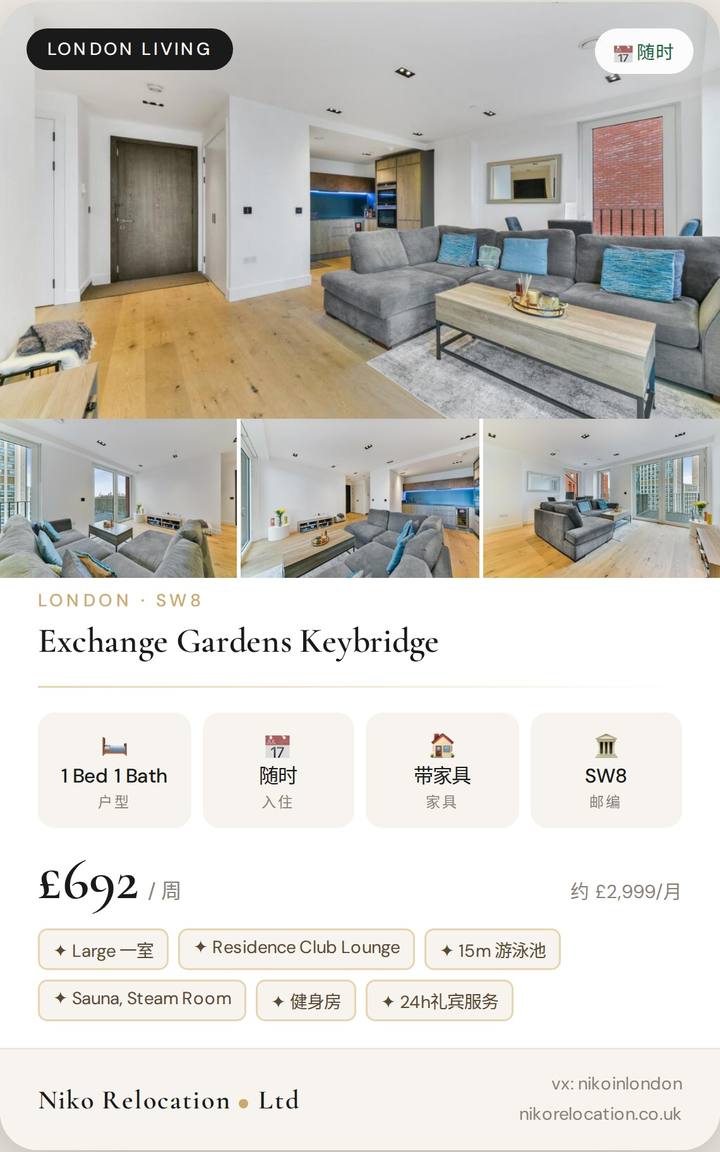 LONDON LIVING
📅 随时
LONDON · SW8
Exchange Gardens Keybridge
1 Bed 1 Bath
户型
随时
入住
带家具
家具
SW8
邮编
£692 / 周
约 £2,999/月
✦ Large 一室
✦ Residence Club Lounge
✦ 15m 游泳池
✦ Sauna, Steam Room
✦ 健身房
✦ 24h礼宾服务
Niko Relocation • Ltd
vx: nikoinlondon
nikorelocation.co.uk